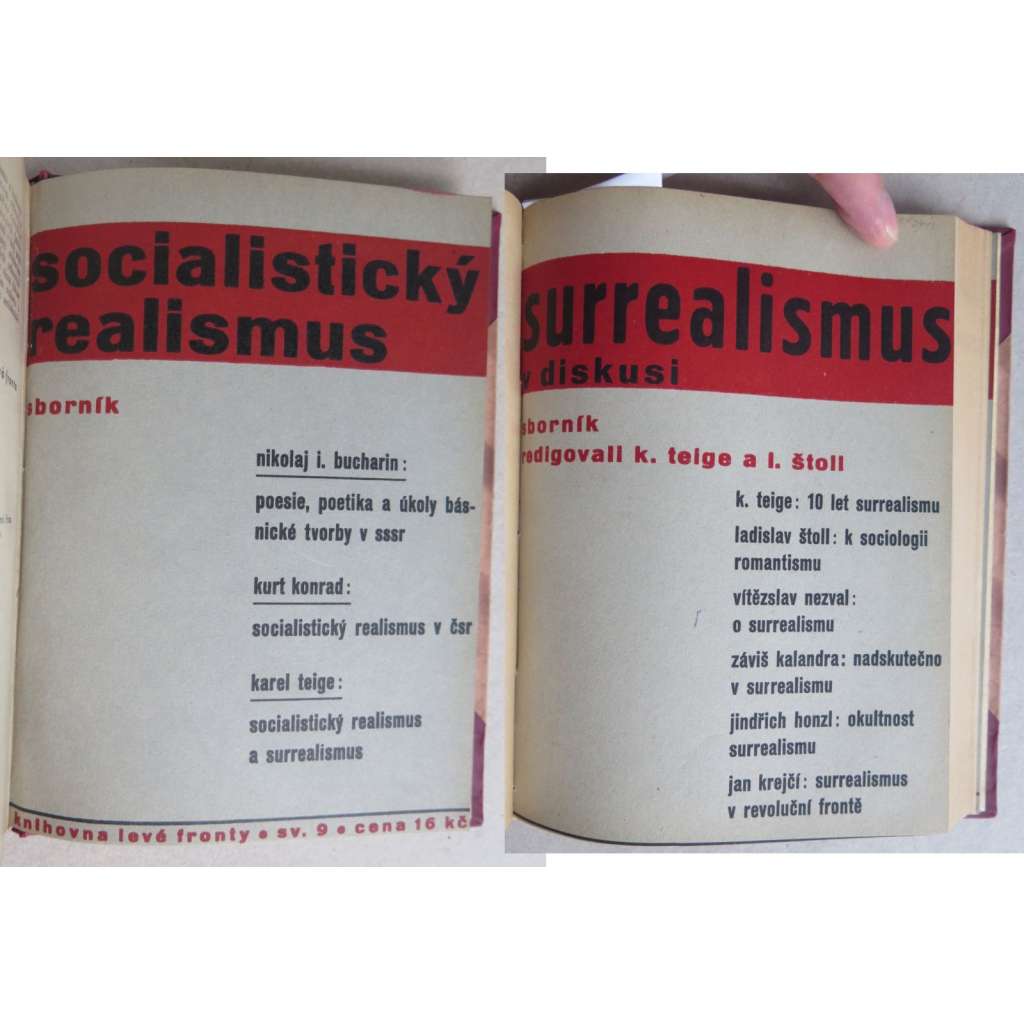 socialistický
realismus
sborník
nikolaj i. bucharin:
poesie, poetika a úkoly bás-
nické tvorby v sssr
kurt konrad:
socialistický realismus v čsr
karel teige:
socialistický realismus
a surrealismus
knihovna levé fronty • sv. 9 • cena 16 kč
surrealismus
v diskusi
sborník
redigovali k. teige a l. štoll
k. teige: 10 let surrealismu
ladislav štoll: k sociologii
romantismu
vítězslav nezval:
o surrealismu
záviš kalandra: nadskutečno
v surrealismu
jindřich honzl: okultnost
surrealismu
jan krejčí: surrealismus
v revoluční frontě